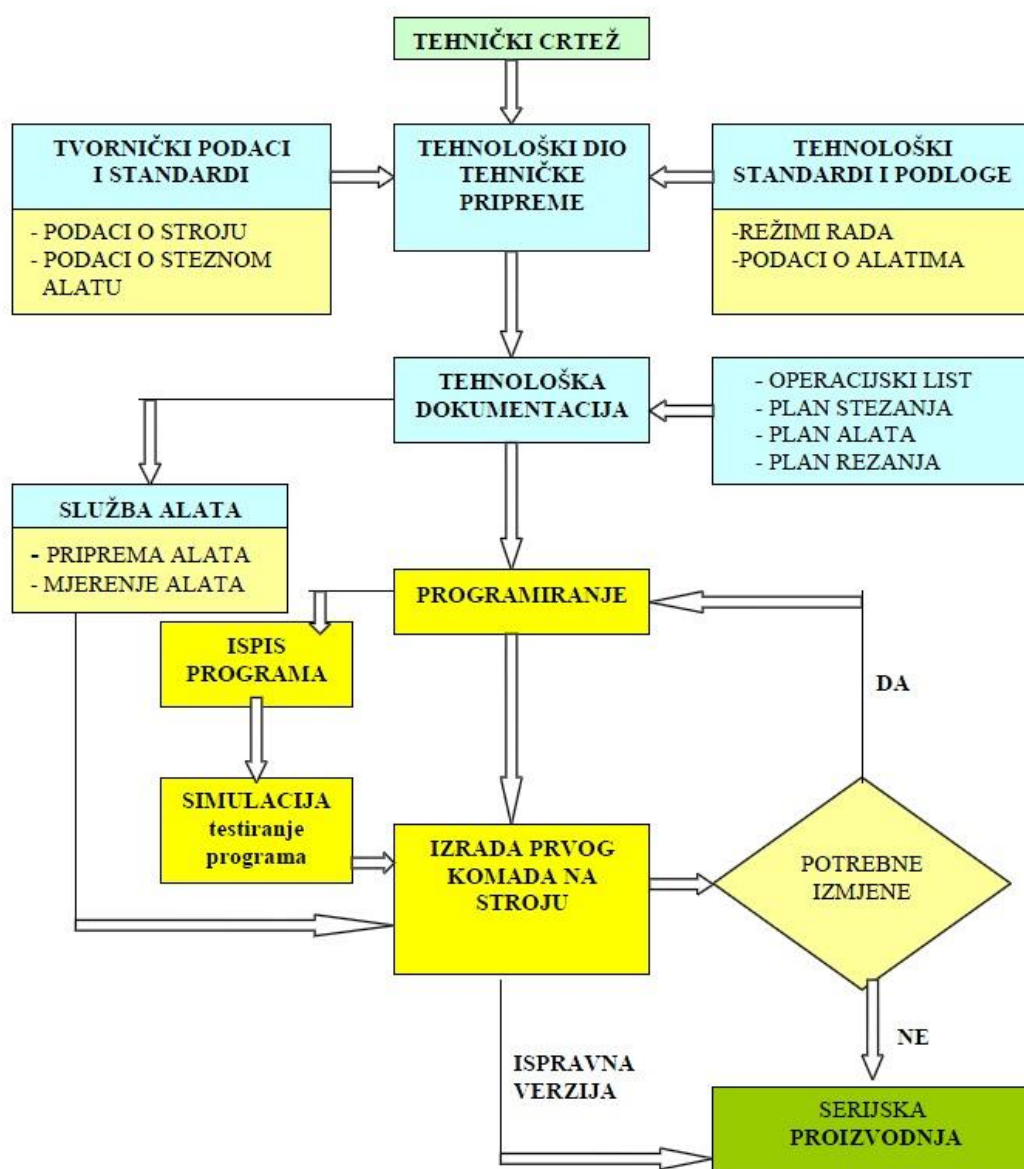 TEHNIČKI CRTEŽ
TVORNIČKI PODACI
I STANDARDI
- PODACI O STROJU
- PODACI O STEZNOM
ALATU
TEHNOLOŠKI DIO
TEHNIČKE
PRIPREME
TEHNOLOŠKI
STANDARDI I PODLOGE
-REŽIMI RADA
-PODACI O ALATIMA
TEHNOLOŠKA
DOKUMENTACIJA
- OPERACIJSKI LIST
- PLAN STEZANJA
- PLAN ALATA
- PLAN REZANJA
SLUŽBA ALATA
- PRIPREMA ALATA
- MJERENJE ALATA
PROGRAMIRANJE
ISPIS
PROGRAMA
DA
SIMULACIJA
testiranje
programa
IZRADA PRVOG
KOMADA NA
STROJU
POTREBNE
IZMJENE
NE
ISPRAVNA
VERZIJA
SERIJSKA
PROIZVODNJA